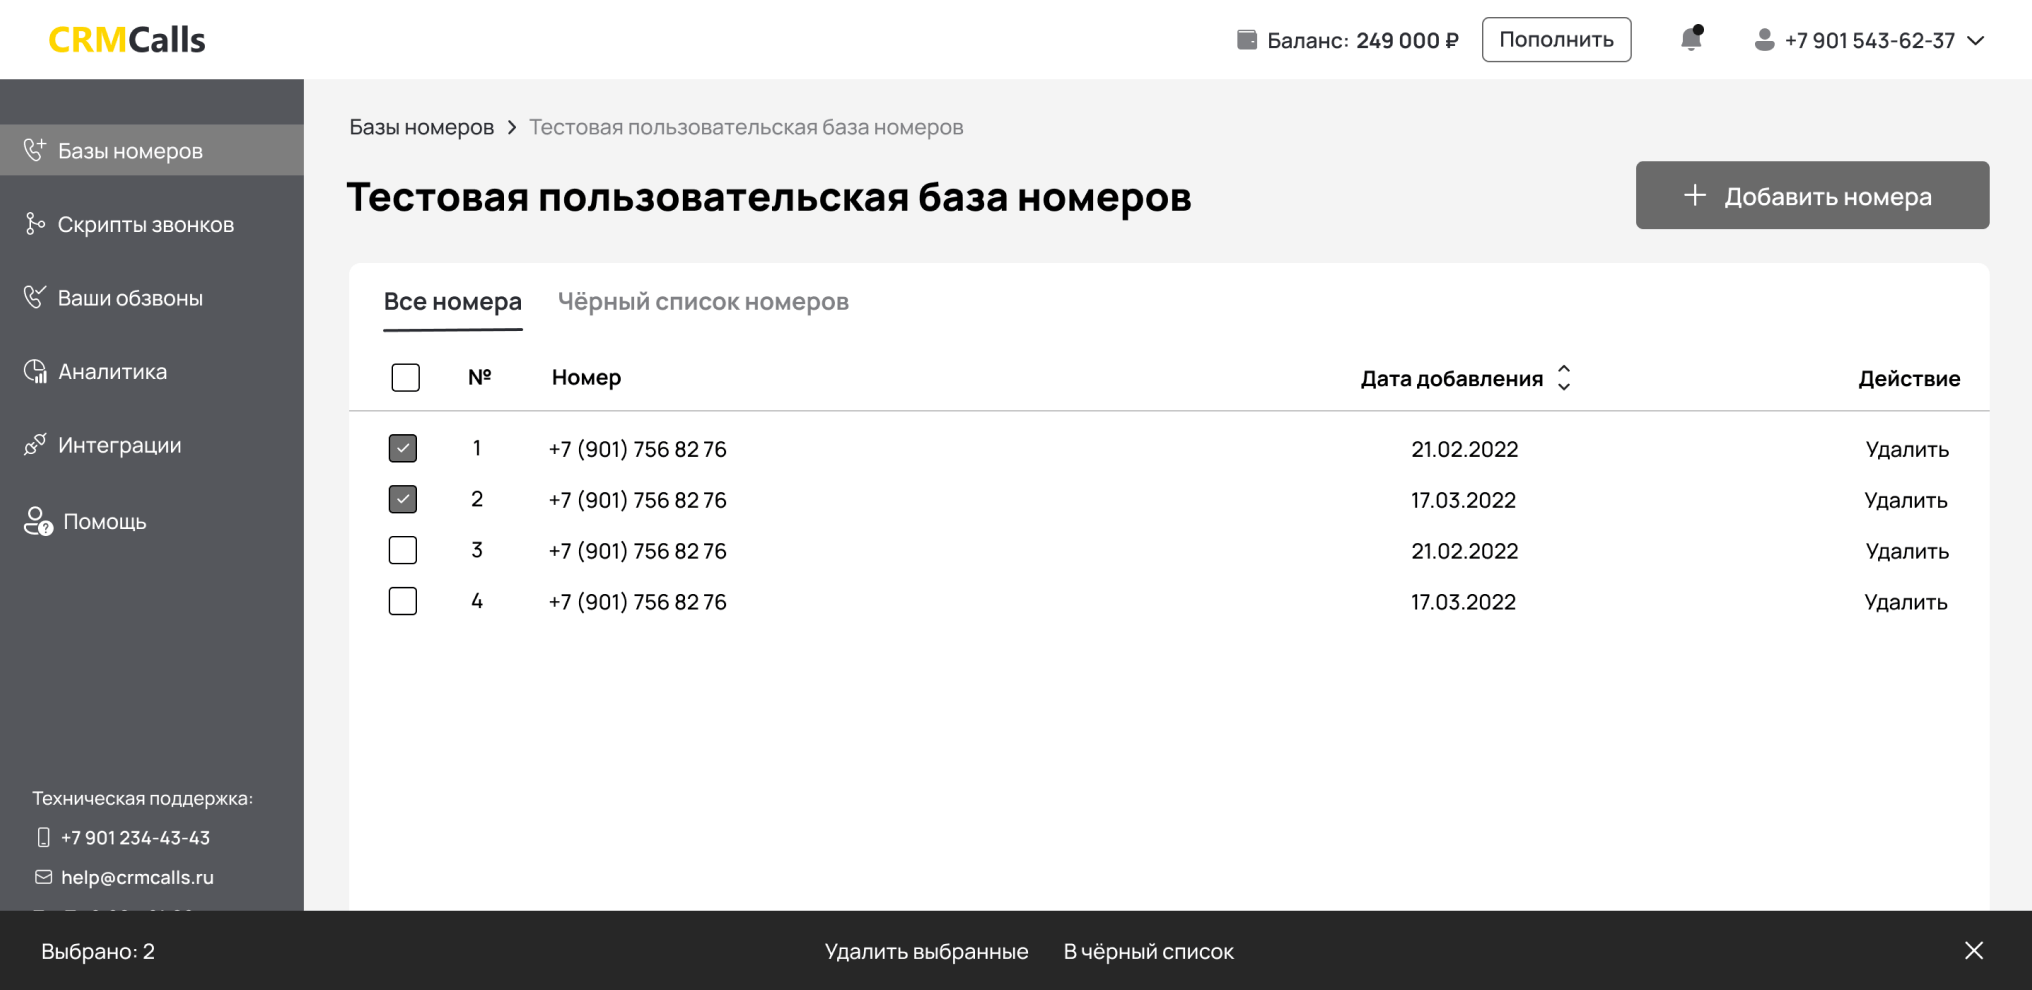 CRMCalls
Баланс: 249 000 ₽
Пополнить
+7 901 543-62-37
Базы номеров
Скрипты звонков
Ваши обзвоны
Аналитика
Интеграции
Помощь
Техническая поддержка:
+7 901 234-43-43
help@crmcalls.ru
Базы номеров > Тестовая пользовательская база номеров
Тестовая пользовательская база номеров
+ Добавить номера
Все номера Чёрный список номеров
№ Номер Дата добавления Действие
1 +7 (901) 756 82 76 21.02.2022 Удалить
2 +7 (901) 756 82 76 17.03.2022 Удалить
3 +7 (901) 756 82 76 21.02.2022 Удалить
4 +7 (901) 756 82 76 17.03.2022 Удалить
Выбрано: 2 Удалить выбранные В чёрный список